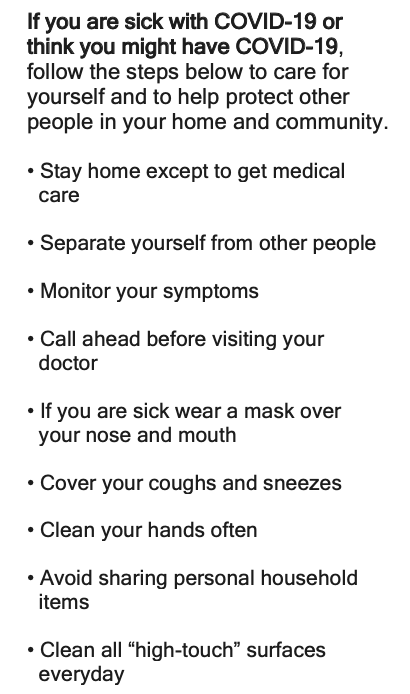 If you are sick with COVID-19 or
think you might have COVID-19,
follow the steps below to care for
yourself and to help protect other
people in your home and community.
• Stay home except to get medical
care
• Separate yourself from other people
• Monitor your symptoms
• Call ahead before visiting your
doctor
• If you are sick wear a mask over
your nose and mouth
• Cover your coughs and sneezes
• Clean your hands often
• Avoid sharing personal household
items
• Clean all “high-touch” surfaces
everyday